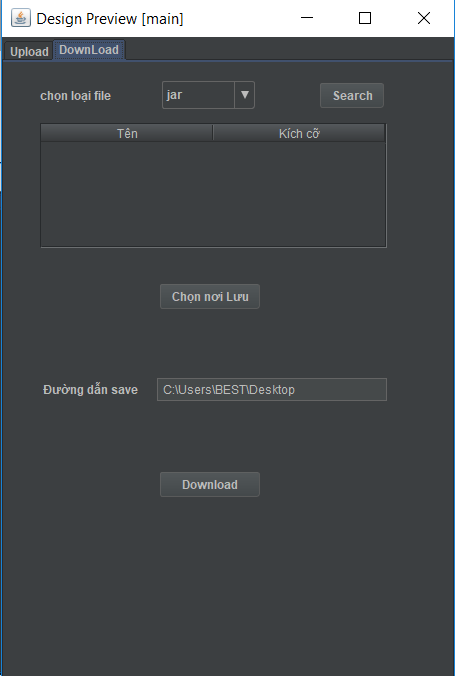 Design Preview [main]
Upload DownLoad
chọn loại file jar Search
Tên Kích cỡ
Chọn nơi Lưu
Đường dẫn save C:\Users\BEST\Desktop
Download